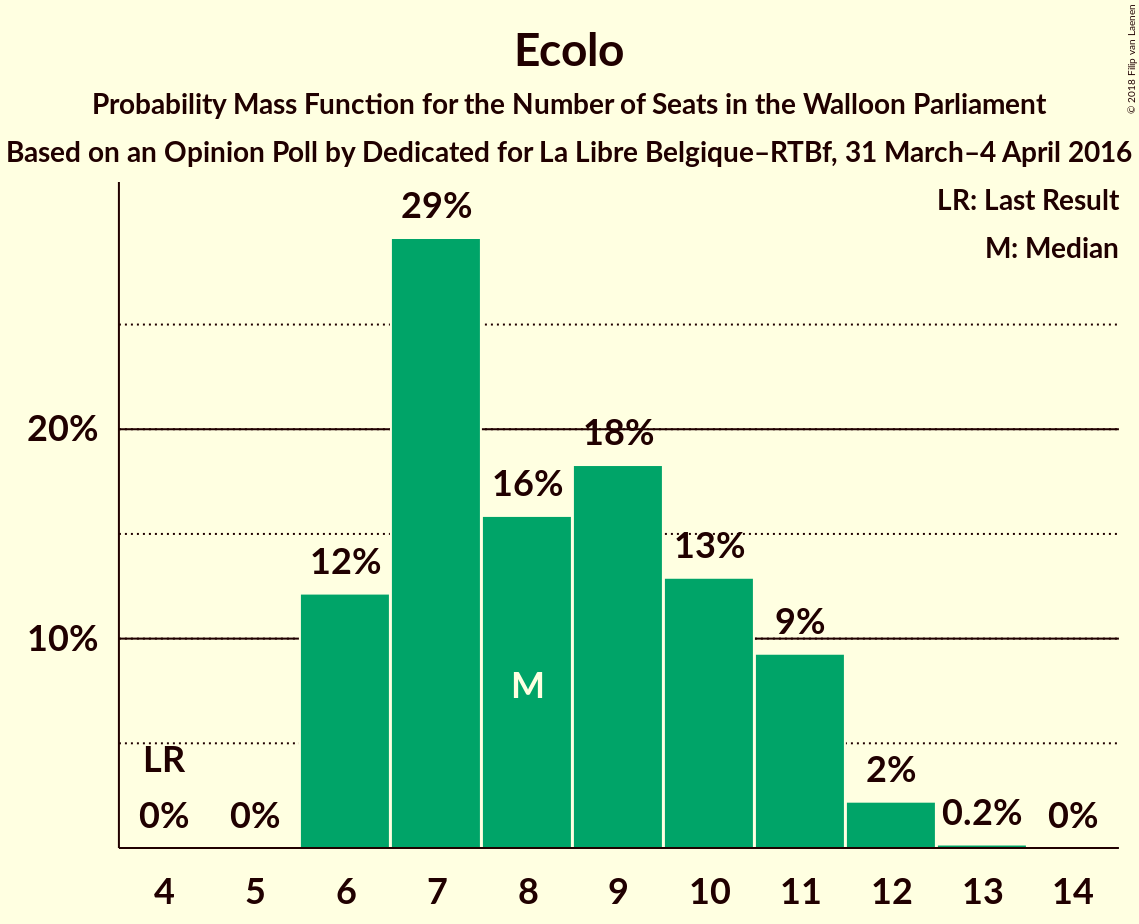 Ecolo
Probability Mass Function for the Number of Seats in the Walloon Parliament
Based on an Opinion Poll by Dedicated for La Libre Belgique–RTBf, 31 March–4 April 2016
© 2018 Filip van Laenen
LR: Last Result
M: Median
29%
20%
18%
16%
13%
12%
10%
9%
M
LR
2%
0%
0%
0.2%
0%
4 5 6 7 8 9 10 11 12 13 14